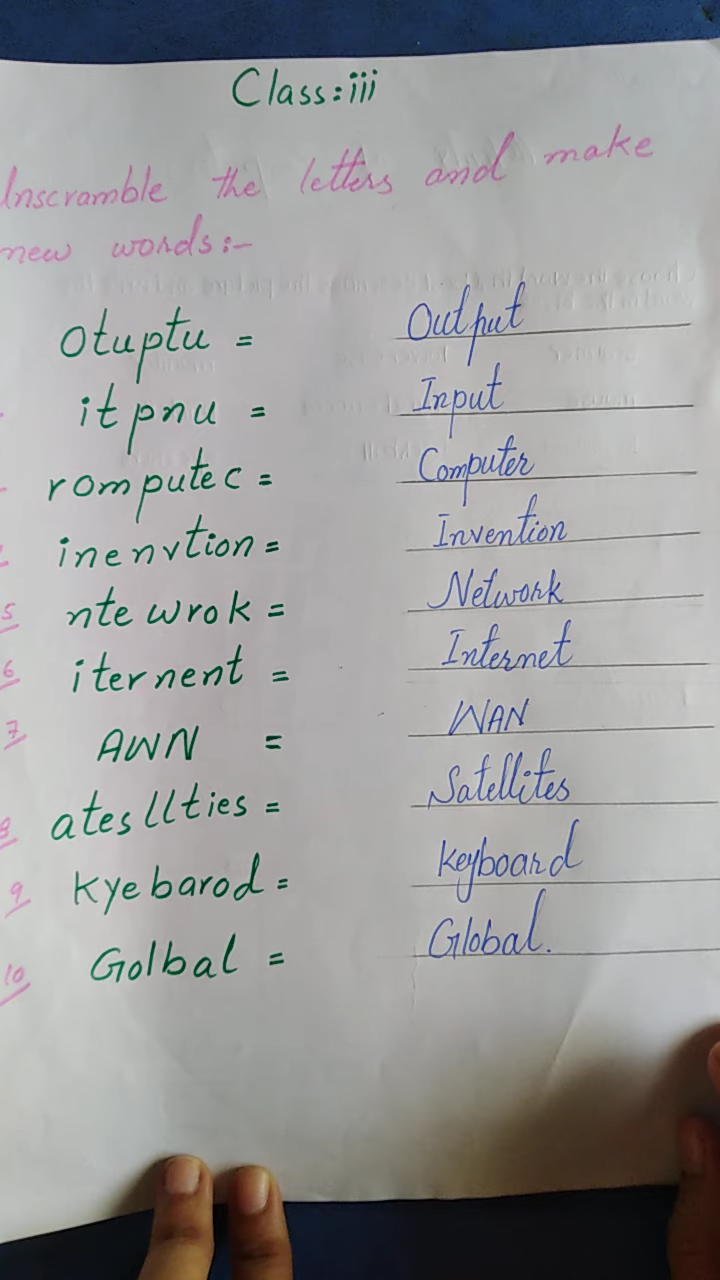 Class:iii
Unscramble the letters and make
new words:-
Otuptu = Output
itpnu = Input
romputec = Computer
inenvtion = Invention
5 ntewrok = Network
6 iternent = Internet
7 AWN = WAN
8 atesllties = Satellites
9 Kyebarod = Keyboard
10 Golbal = Global.